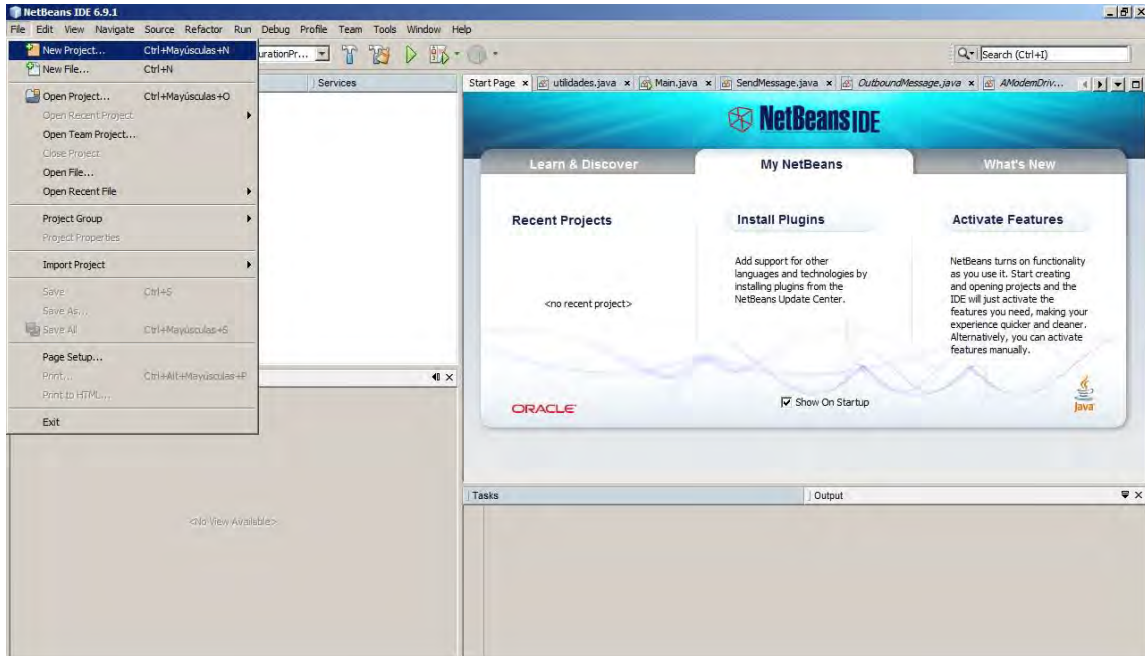 NetBeans IDE 6.9.1
File Edit View Navigate Source Refactor Run Debug Profile Team Tools Window Help
New Project... Ctrl+Mayúsculas+N
New File... Ctrl+N
Open Project... Ctrl+Mayúsculas+O
Open Recent Project
Open Team Project...
Close Project
Open File...
Open Recent File
Project Group
Project Properties
Import Project
Save Ctrl+S
Save As...
Save All Ctrl+Mayúsculas+S
Page Setup...
Print... Ctrl+Alt+Mayúsculas+P
Print to HTML...
Exit
urationPr...
Search (Ctrl+I)
Services
<No View Available>
Start Page utilidades.java Main.java SendMessage.java OutboundMessage.java AModemDriv...
NetBeans IDE
Learn & Discover My NetBeans What's New
Recent Projects
<no recent project>
Install Plugins
Add support for other
languages and technologies by
installing plugins from the
NetBeans Update Center.
Activate Features
NetBeans turns on functionality
as you use it. Start creating
and opening projects and the
IDE will just activate the
features you need, making your
experience quicker and cleaner.
Alternatively, you can activate
features manually.
ORACLE
Show On Startup
Java
Tasks
Output